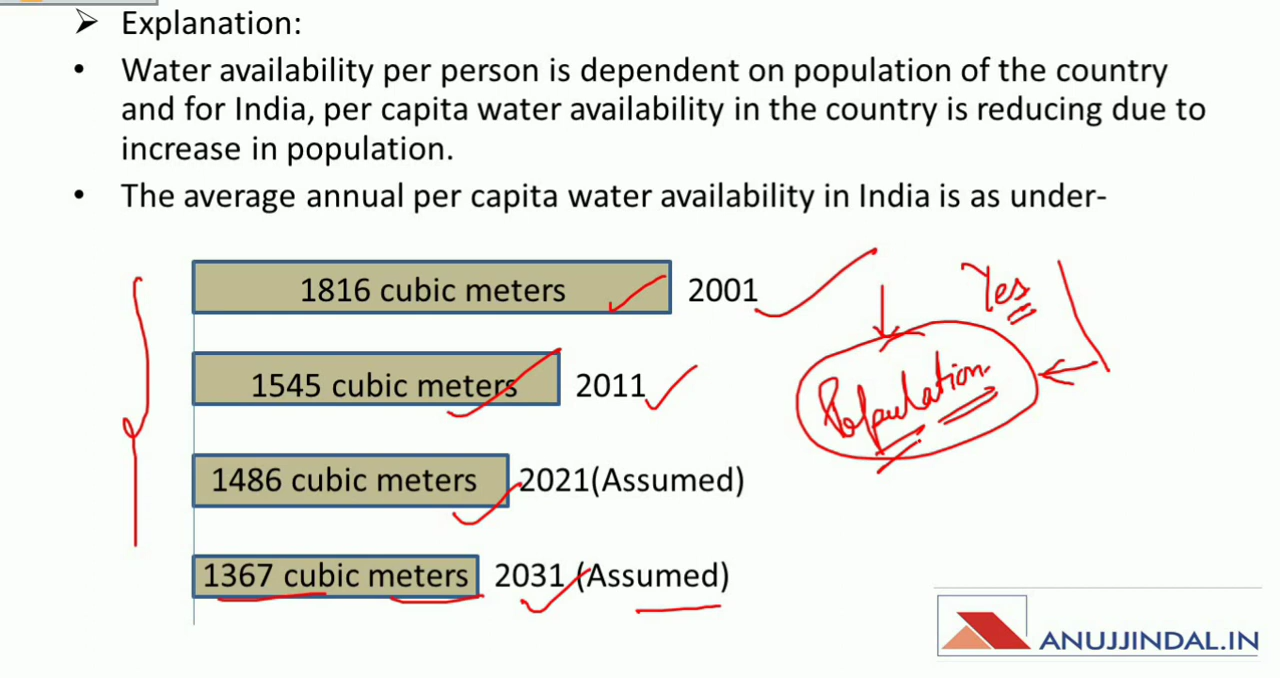 Explanation:
Water availability per person is dependent on population of the country
and for India, per capita water availability in the country is reducing due to
increase in population.
The average annual per capita water availability in India is as under-
1816 cubic meters 2001
Yes
1545 cubic meters 2011
Population
1486 cubic meters 2021(Assumed)
1367 cubic meters 2031 (Assumed)
ANUJJINDAL.IN